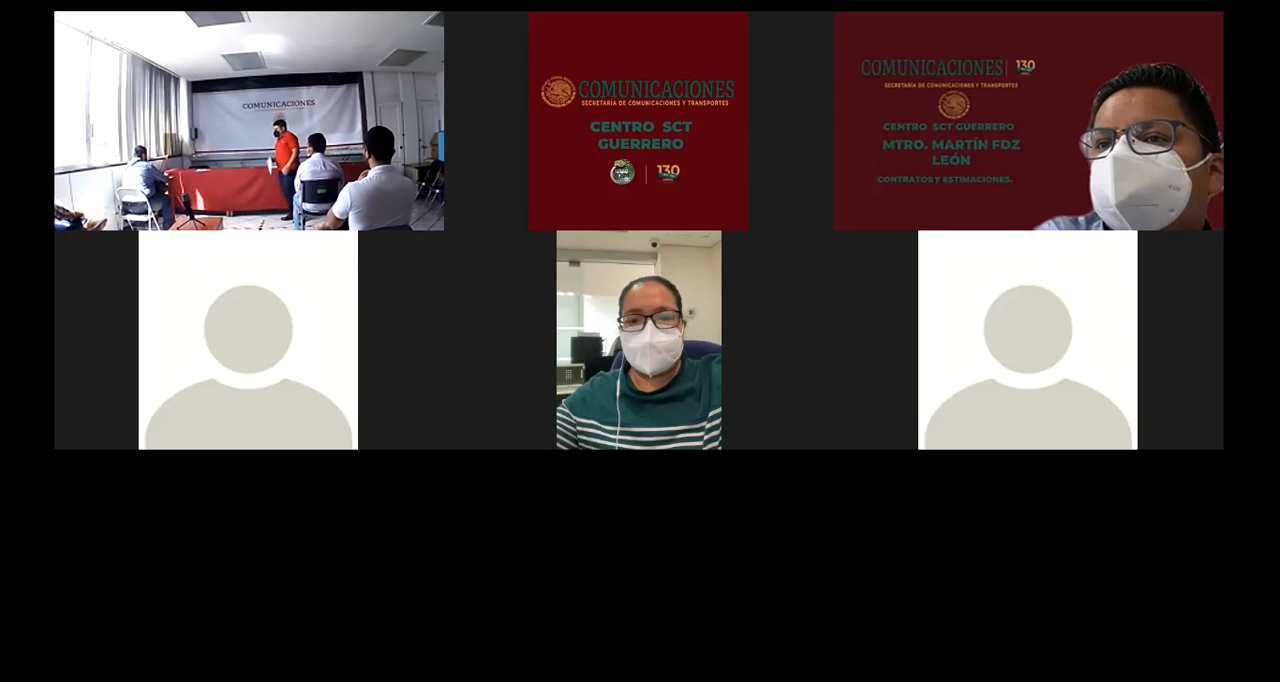 COMUNICACIONES
COMUNICACIONES
SECRETARÍA DE COMUNICACIONES Y TRANSPORTES
CENTRO SCT
GUERRERO
130
COMUNICACIONES 130
SECRETARÍA DE COMUNICACIONES Y TRANSPORTES
CENTRO SCT GUERRERO
MTRO. MARTÍN FDZ
LEÓN
CONTRATOS Y ESTIMACIONES.